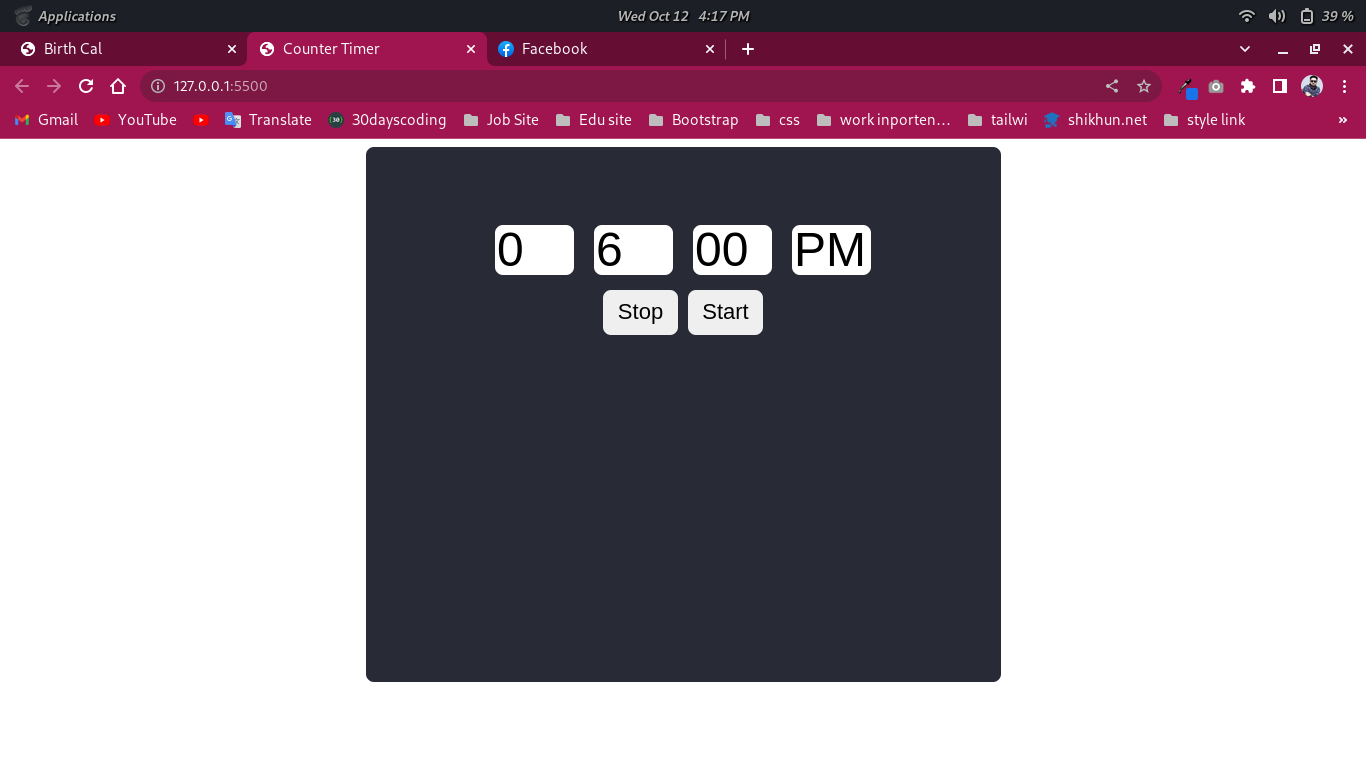 Applications Wed Oct 12 4:17 PM 39 %
Birth Cal Counter Timer Facebook
127.0.0.1:5500
Gmail YouTube Translate 30 30dayscoding Job Site Edu site Bootstrap css work inporten… tailwi shikhun.net style link »
0 6 00 PM
Stop Start